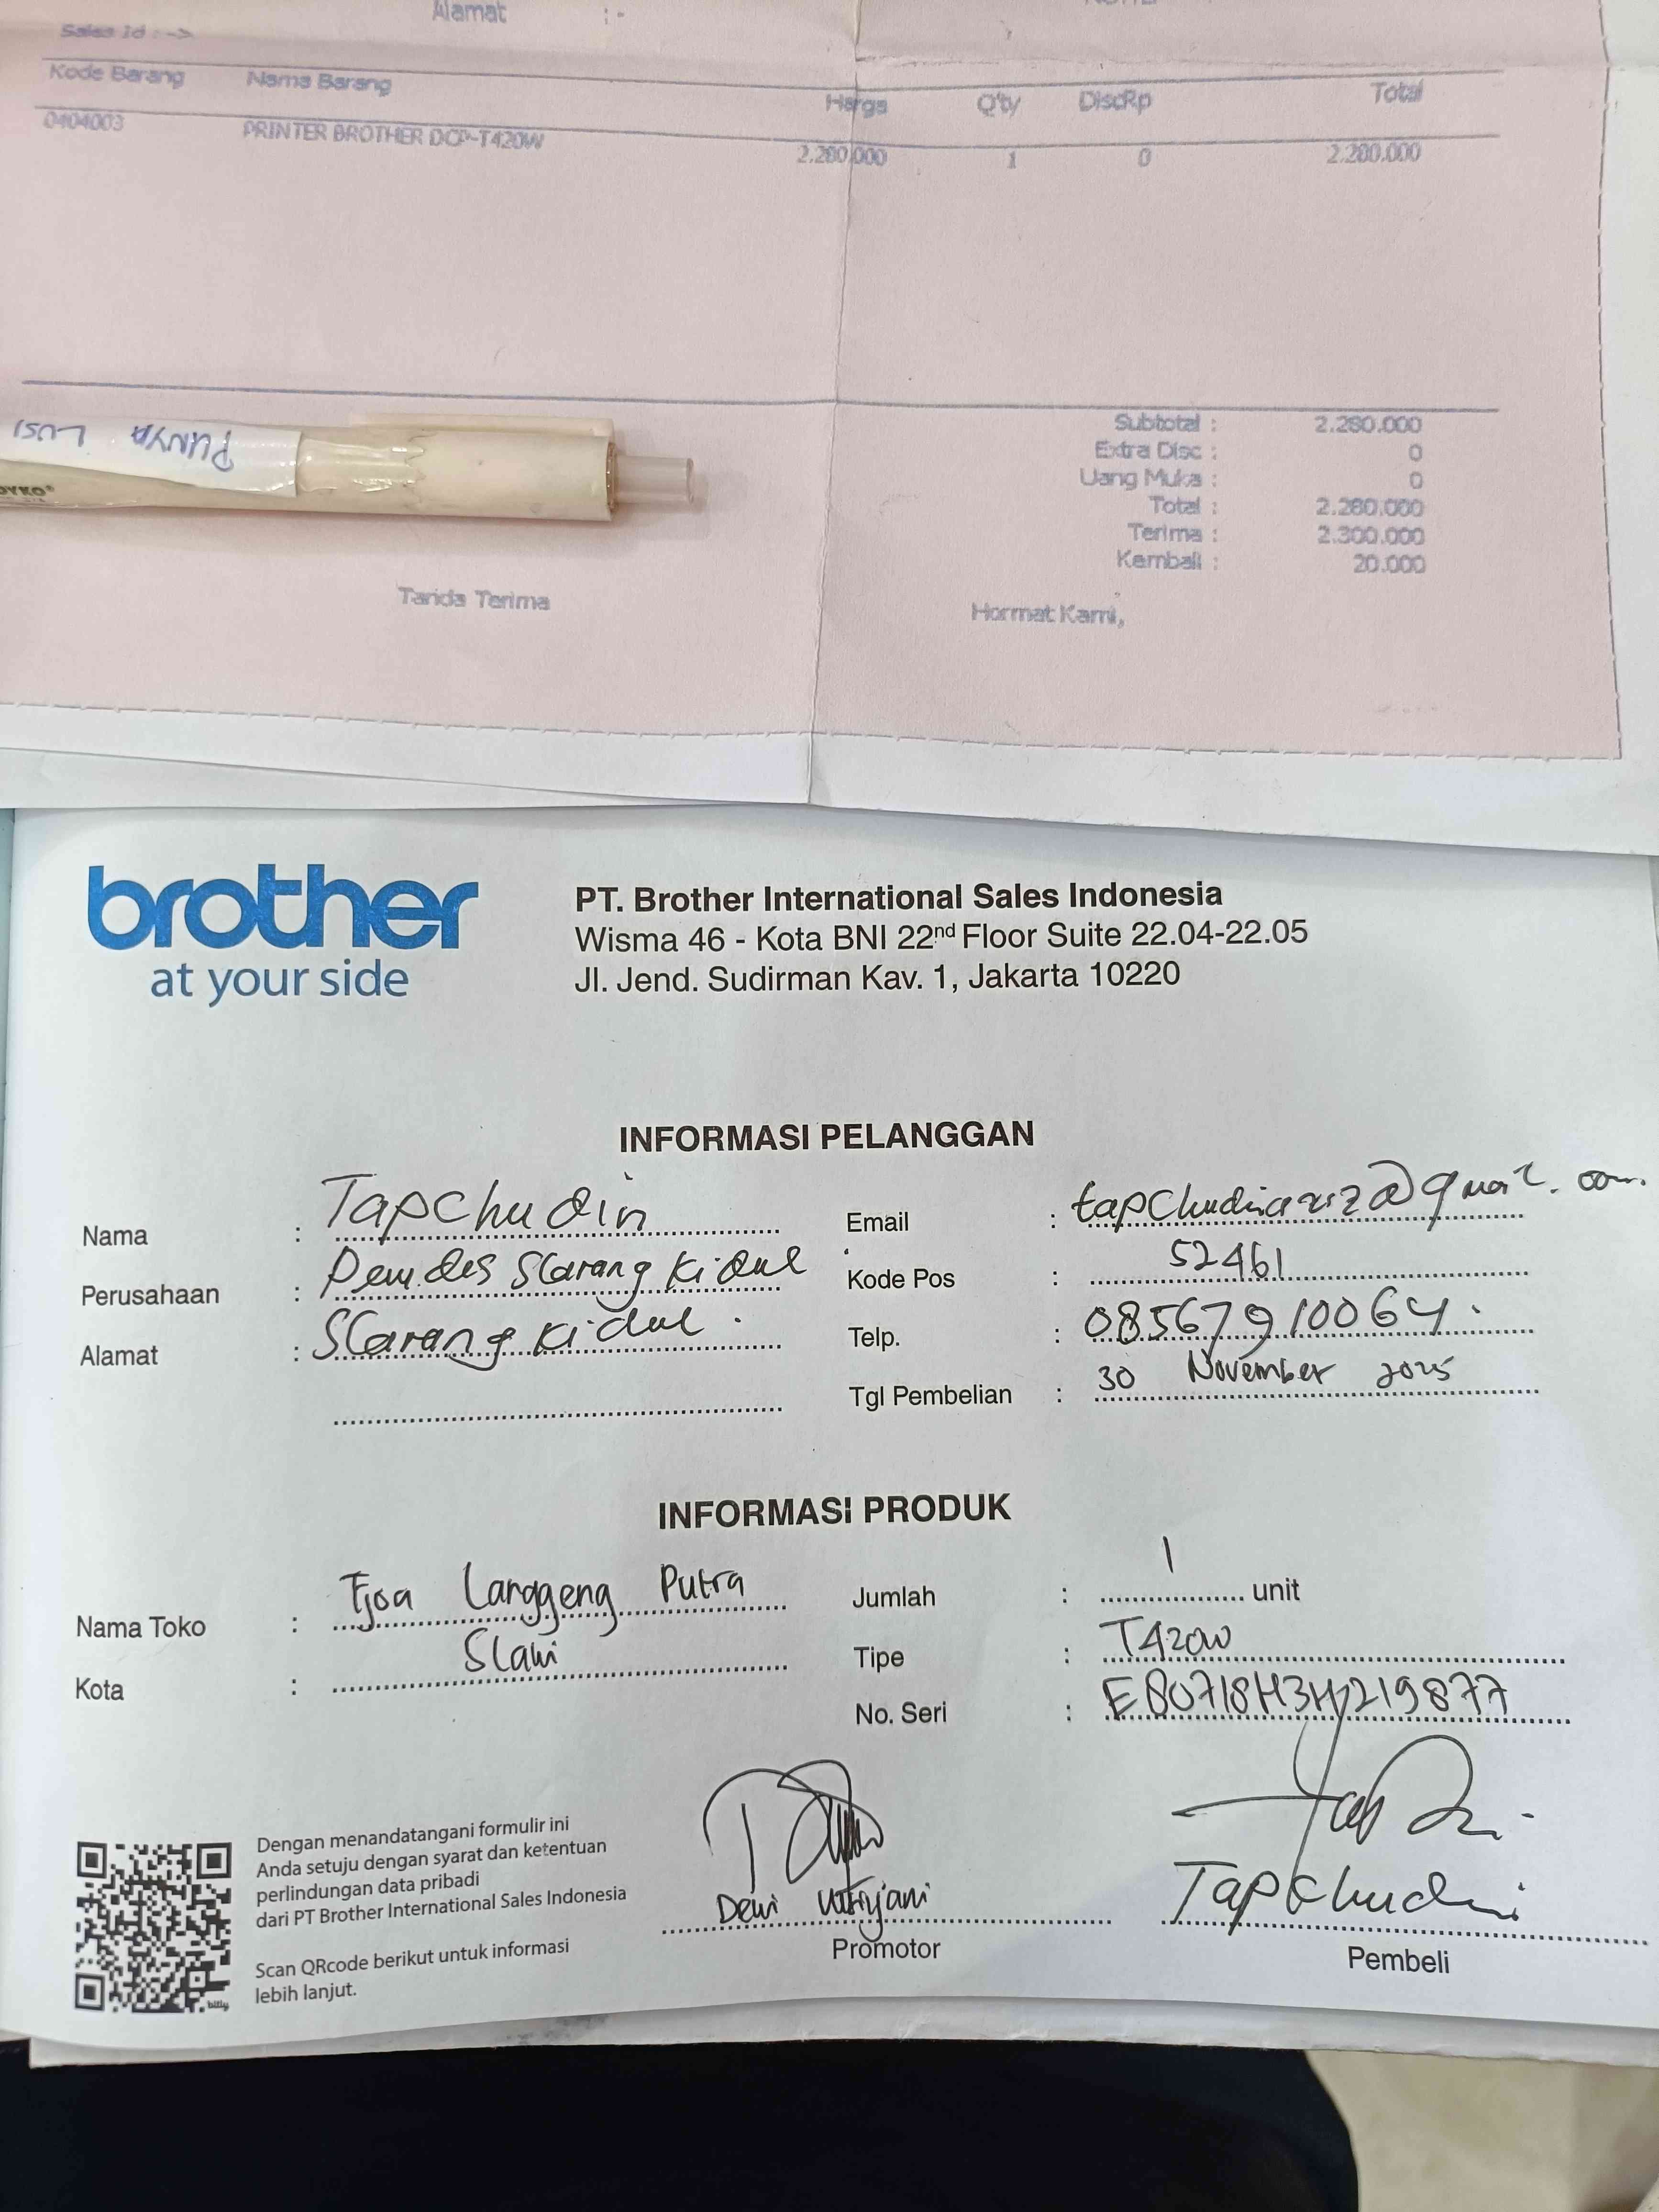 Alamat : -
Sales Id : ->
Kode Barang Nama Barang Harga Q'ty DiscRp Total
0404003 PRINTER BROTHER DCP-T420W 2.280.000 1 0 2.280.000
PUNYA LUSI
Subtotal : 2.280.000
Extra Disc : 0
Uang Muka : 0
Total : 2.280.000
Terima : 2.300.000
Kembali : 20.000
Tanda Terima Hormat Kami,
brother
at your side
PT. Brother International Sales Indonesia
Wisma 46 - Kota BNI 22nd Floor Suite 22.04-22.05
Jl. Jend. Sudirman Kav. 1, Jakarta 10220
INFORMASI PELANGGAN
Nama : Tapchudin
Email : tapchudinaziz@gmail.com
Perusahaan : Pemdes Slarang Kidul
Kode Pos : 52461
Alamat : Slarang Kidul.
Telp. : 08567910064.
Tgl Pembelian : 30 November 2025
INFORMASI PRODUK
Nama Toko : Tjoa Langgeng Putra
Jumlah : 1 unit
Kota : Slawi
Tipe : T420W
No. Seri : E80718H3H219877
Dengan menandatangani formulir ini
Anda setuju dengan syarat dan ketentuan
perlindungan data pribadi
dari PT Brother International Sales Indonesia
Scan QRcode berikut untuk informasi
lebih lanjut.
bitly
Dewi
Promotor
Tapchudin
Pembeli